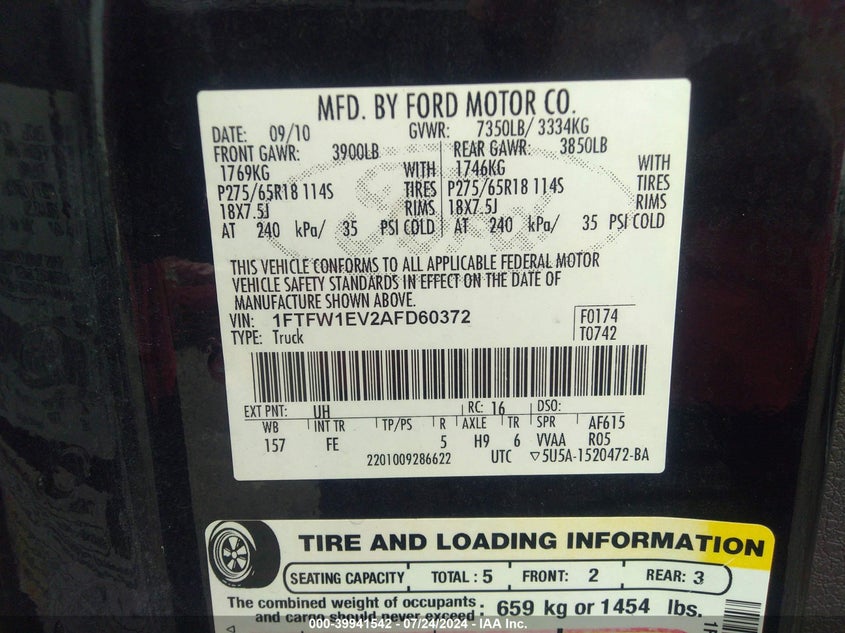 MFD. BY FORD MOTOR CO.
DATE: 09/10 GVWR: 7350LB/ 3334KG
FRONT GAWR: 3900LB REAR GAWR: 3850LB
1769KG WITH 1746KG WITH
P275/65R18 114S TIRES P275/65R18 114S TIRES
18X7.5J RIMS 18X7.5J RIMS
AT 240 kPa/ 35 PSI COLD AT 240 kPa/ 35 PSI COLD
THIS VEHICLE CONFORMS TO ALL APPLICABLE FEDERAL MOTOR
VEHICLE SAFETY STANDARDS IN EFFECT ON THE DATE OF
MANUFACTURE SHOWN ABOVE.
VIN: 1FTFW1EV2AFD60372 F0174
TYPE: Truck T0742
EXT PNT: UH RC: 16 DSO:
WB INT TR TP/PS R AXLE TR SPR AF615
157 FE 5 H9 6 VVAA R05
2201009286622 UTC ▽5U5A-1520472-BA
TIRE AND LOADING INFORMATION
SEATING CAPACITY TOTAL : 5 FRONT: 2 REAR: 3
The combined weight of occupants
and cargo should never exceed : 659 kg or 1454 lbs.
000-39941542 - 07/24/2024 - IAA Inc.